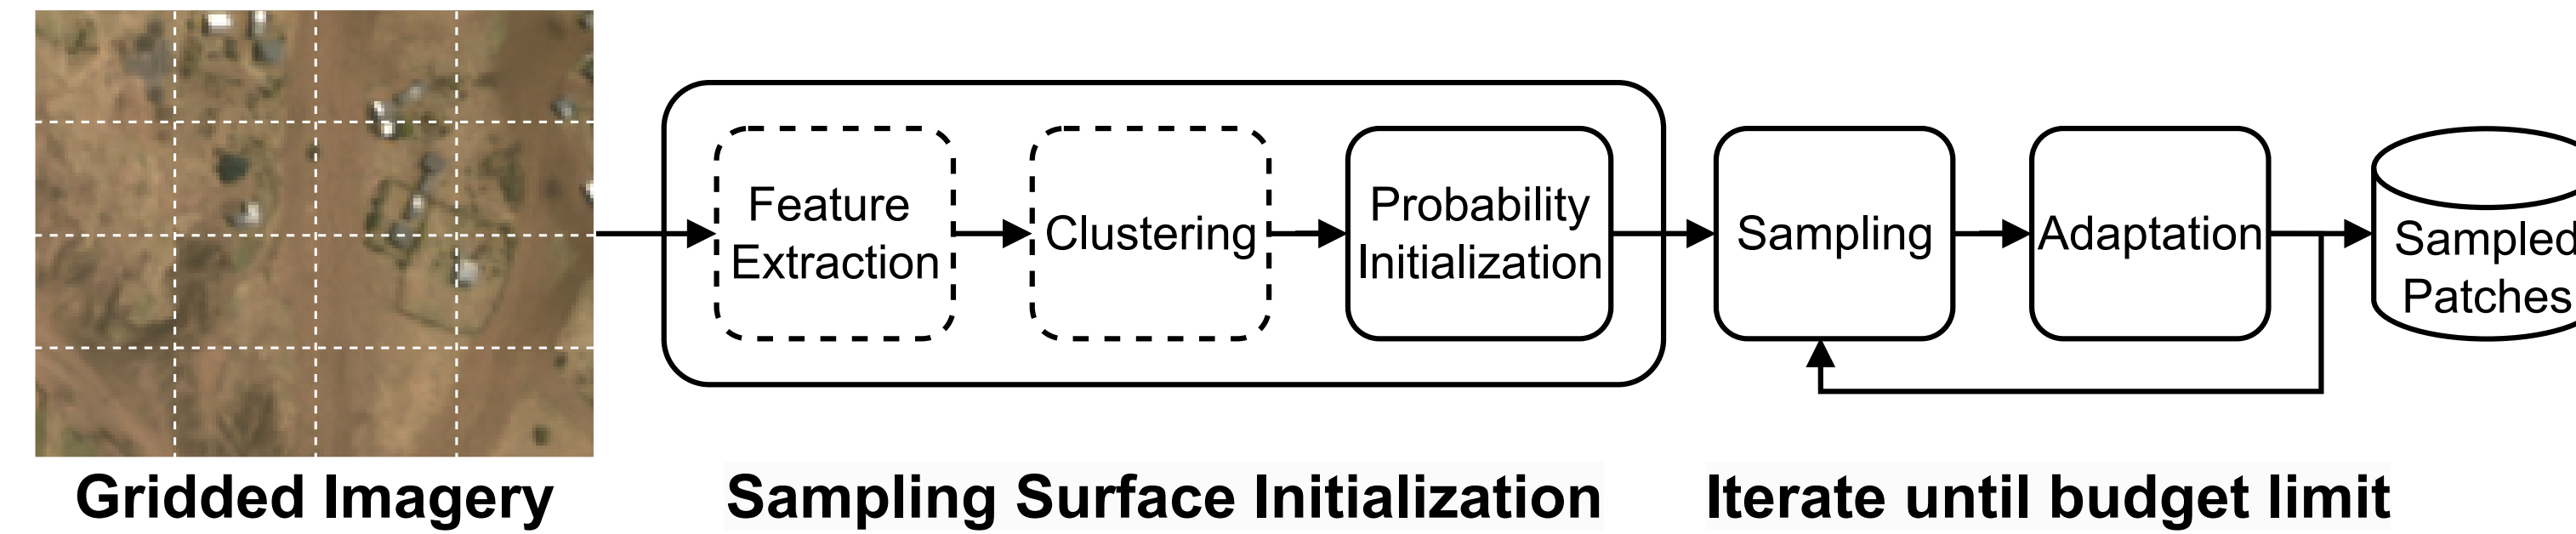 Feature
Extraction
Clustering
Probability
Initialization
Sampling
Adaptation
Sampled
Patches
Gridded Imagery
Sampling Surface Initialization
Iterate until budget limit